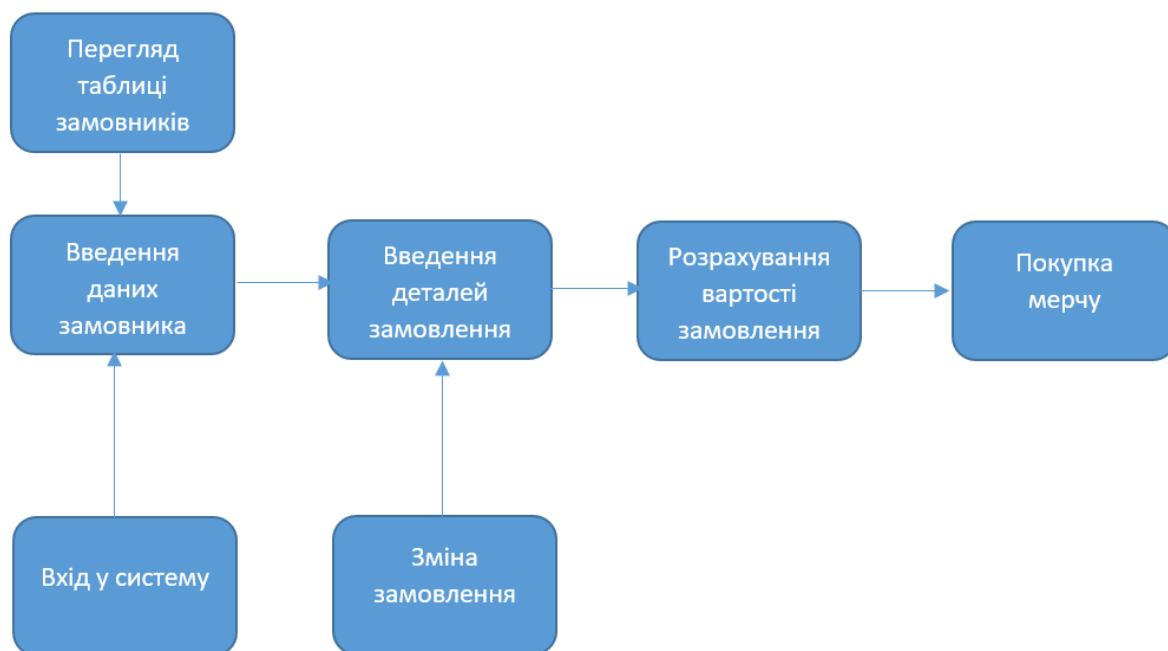 Перегляд
таблиці
замовників
Введення
даних
замовника
Введення
деталей
замовлення
Розрахування
вартості
замовлення
Покупка
мерчу
Вхід у систему
Зміна
замовлення